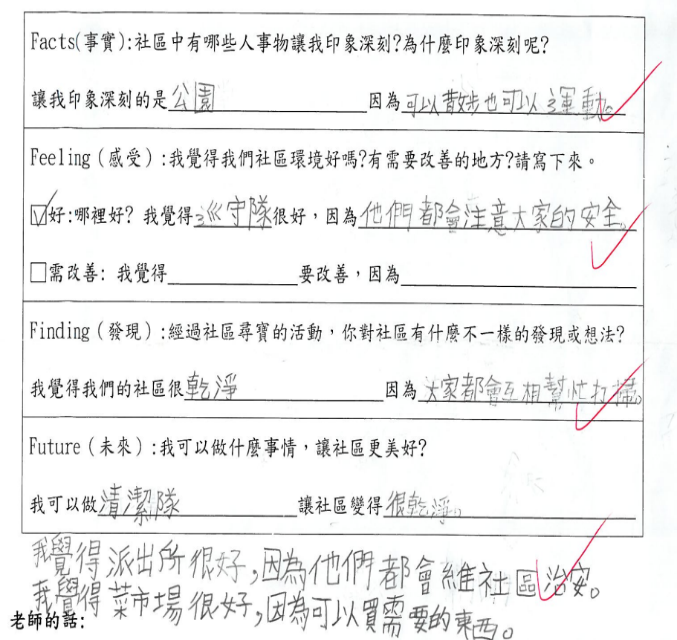 Facts(事實):社區中有哪些人事物讓我印象深刻?為什麼印象深刻呢?
讓我印象深刻的是公園 因為可以散步也可以運動。
Feeling(感受):我覺得我們社區環境好嗎?有需要改善的地方?請寫下來。
☑好:哪裡好? 我覺得巡守隊很好,因為他們都會注意大家的安全。
□需改善: 我覺得 要改善,因為
Finding(發現):經過社區尋寶的活動,你對社區有什麼不一樣的發現或想法?
我覺得我們的社區很乾淨 因為大家都會互相幫忙打掃。
Future(未來):我可以做什麼事情,讓社區更美好?
我可以做清潔隊 讓社區變得很乾淨。
我覺得派出所很好,因為他們都會維社區治安。
我覺得菜市場很好,因為可以買需要的東西。
老師的話: